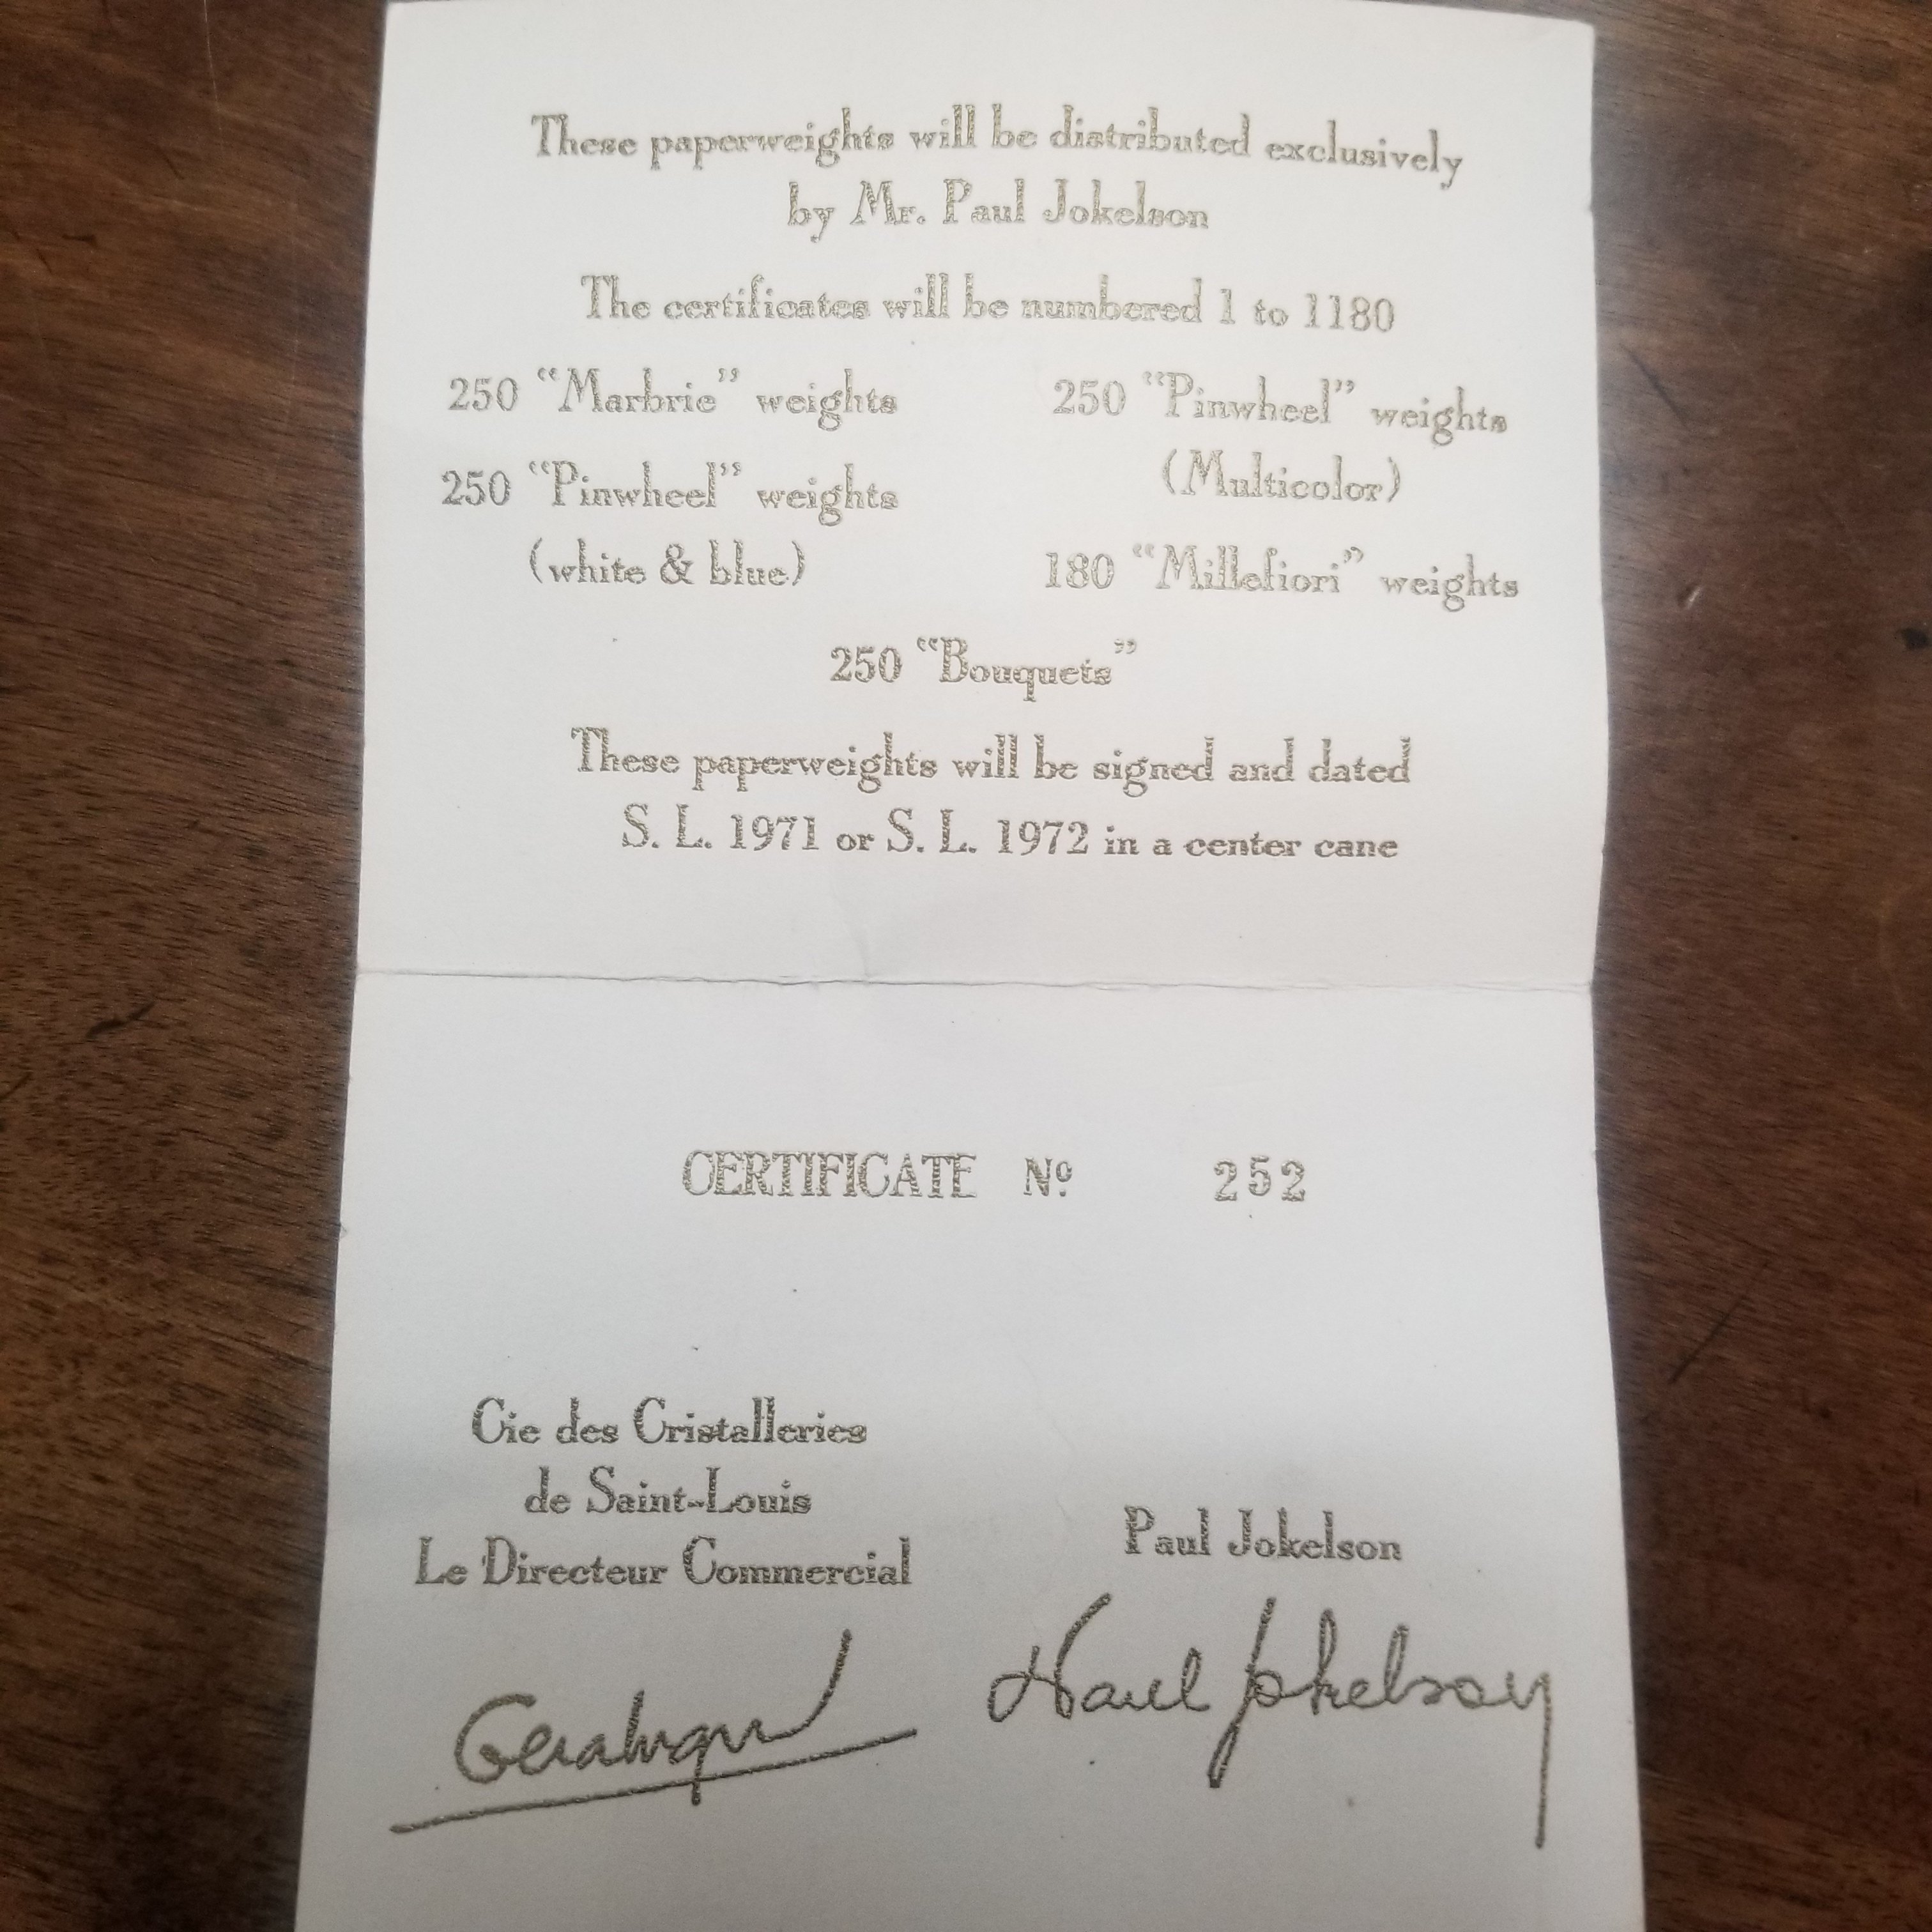 These paperweights will be distributed exclusively
by Mr. Paul Jokelson
The certificates will be numbered 1 to 1180
250 "Marbrie" weights
250 "Pinwheel" weights
(white & blue)
250 "Pinwheel" weights
(Multicolor)
180 "Millefiori" weights
250 "Bouquets"
These paperweights will be signed and dated
S. L. 1971 or S. L. 1972 in a center cane
CERTIFICATE Nº 252
Cie des Cristalleries
de Saint-Louis
Le Directeur Commercial
Paul Jokelson
Paul Jokelson